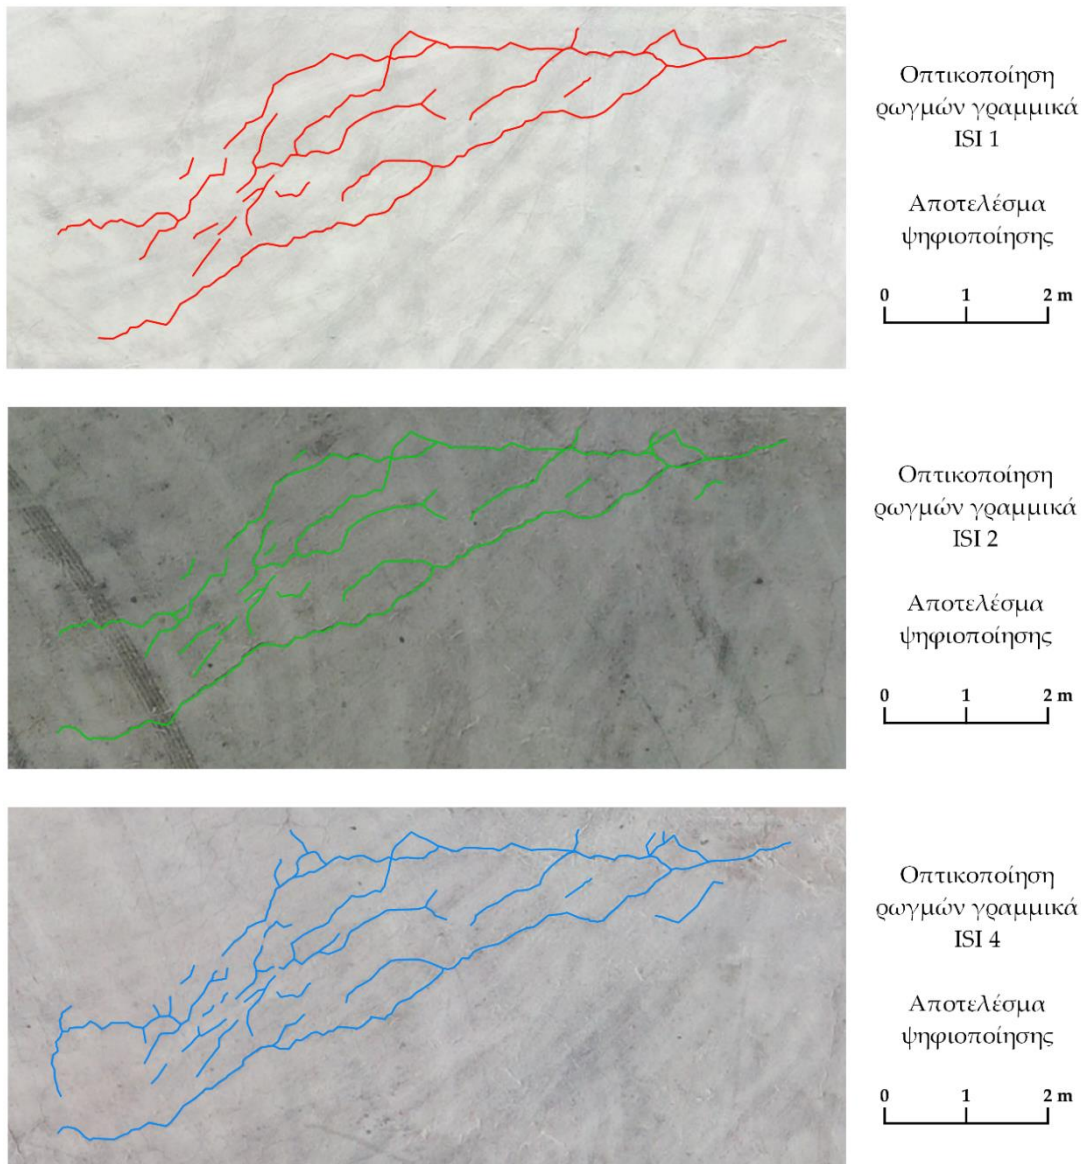 Οπτικοποίηση
ρωγμών γραμμικά
ISI 1
Αποτελέσμα
ψηφιοποίησης
0 1 2 m
Οπτικοποίηση
ρωγμών γραμμικά
ISI 2
Αποτελέσμα
ψηφιοποίησης
0 1 2 m
Οπτικοποίηση
ρωγμών γραμμικά
ISI 4
Αποτελέσμα
ψηφιοποίησης
0 1 2 m